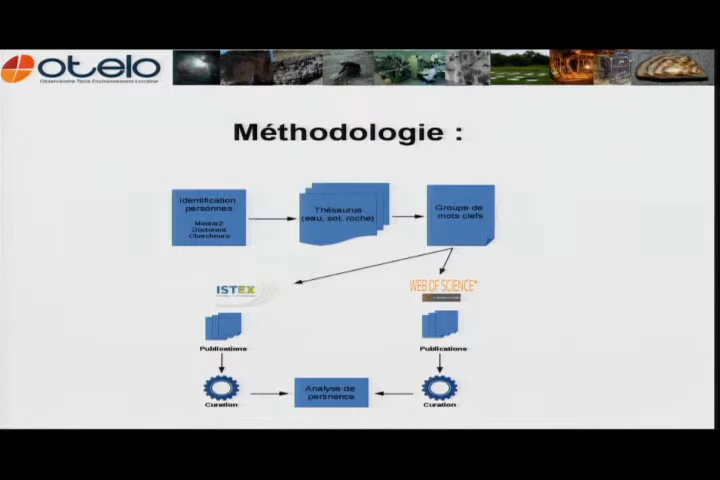 otelo
Observatoire Terre Environnement Lorraine
Méthodologie :
Identification
personnes
Master2
Doctorant
Chercheurs
Thésaurus
(eau, sol, roche)
Groupe de
mots clefs
ISTEX
WEB OF SCIENCE
Publications
Publications
Curation
Analyse de
pertinence
Curation